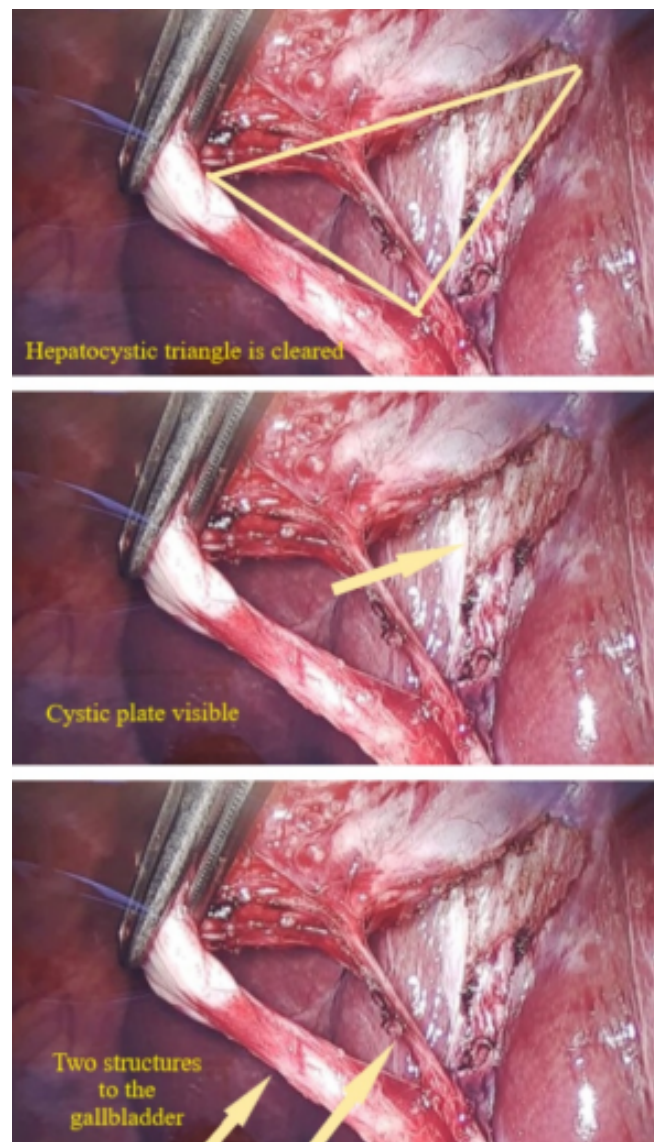 Hepatocystic triangle is cleared
Cystic plate visible
Two structures
to the
gallbladder